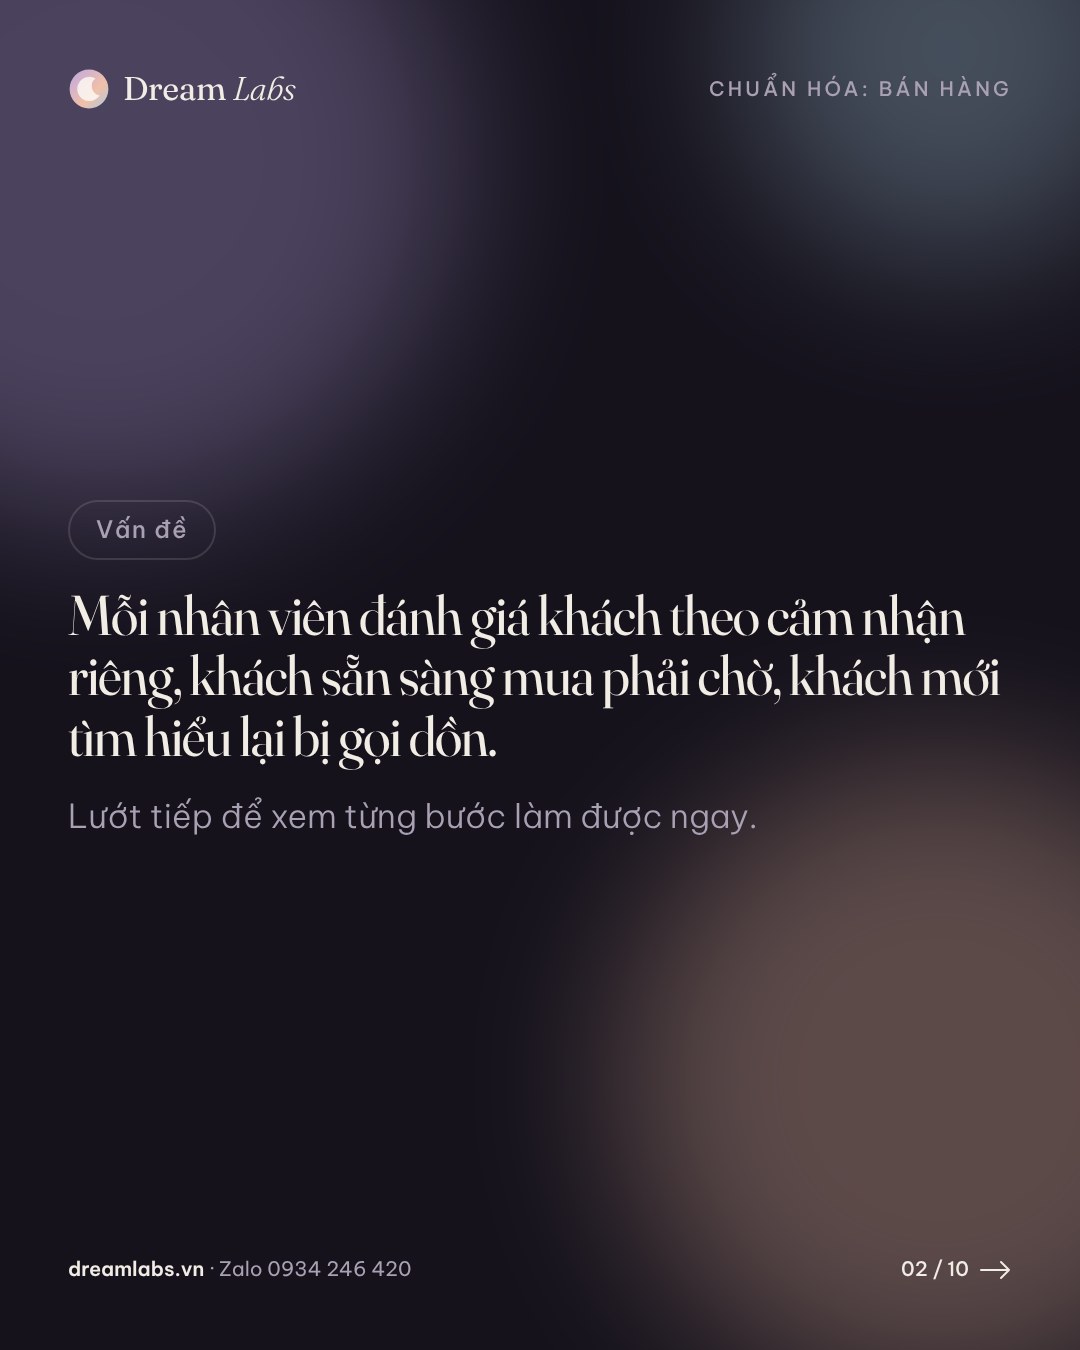 Dream Labs
CHUẨN HÓA: BÁN HÀNG
Vấn đề
Mỗi nhân viên đánh giá khách theo cảm nhận
riêng, khách sẵn sàng mua phải chờ, khách mới
tìm hiểu lại bị gọi dồn.
Lướt tiếp để xem từng bước làm được ngay.
dreamlabs.vn · Zalo 0934 246 420
02 / 10 →